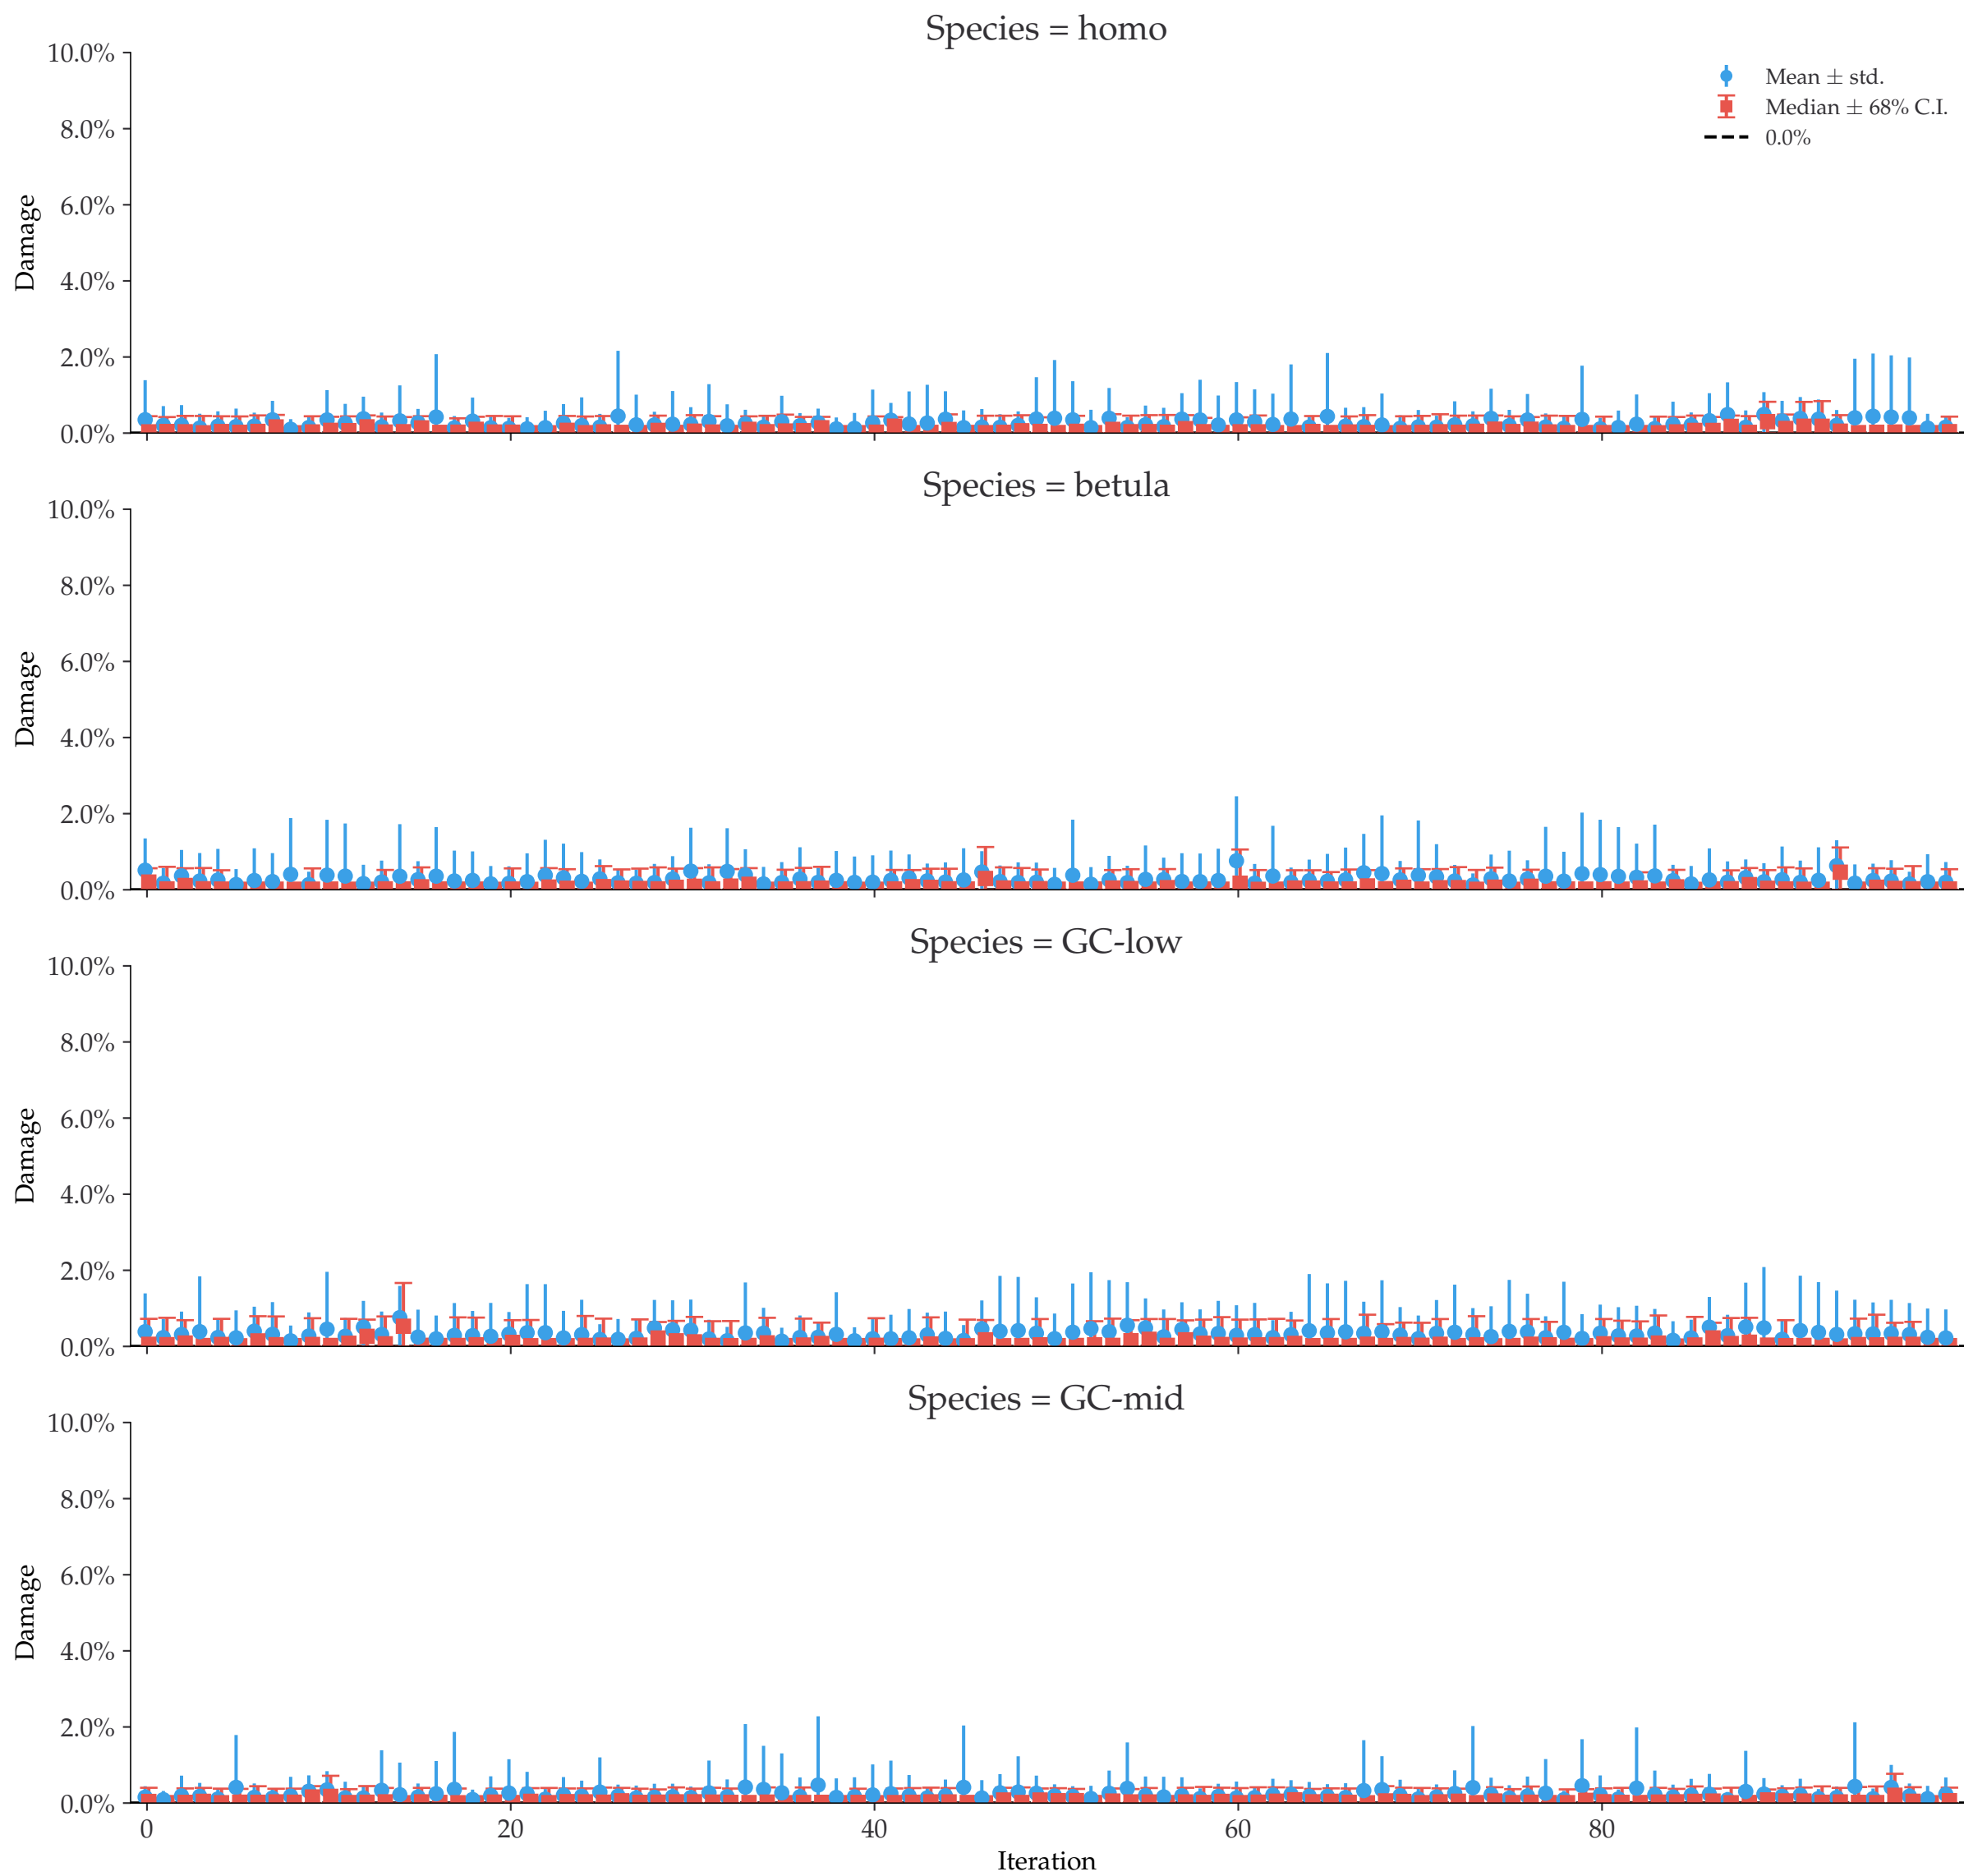 Species = homo
10.0%
8.0%
6.0%
4.0%
2.0%
0.0%
Damage
Mean ± std.
Median ± 68% C.I.
0.0%
Species = betula
10.0%
8.0%
6.0%
4.0%
2.0%
0.0%
Damage
Species = GC-low
10.0%
8.0%
6.0%
4.0%
2.0%
0.0%
Damage
Species = GC-mid
10.0%
8.0%
6.0%
4.0%
2.0%
0.0%
Damage
0 20 40 60 80
Iteration